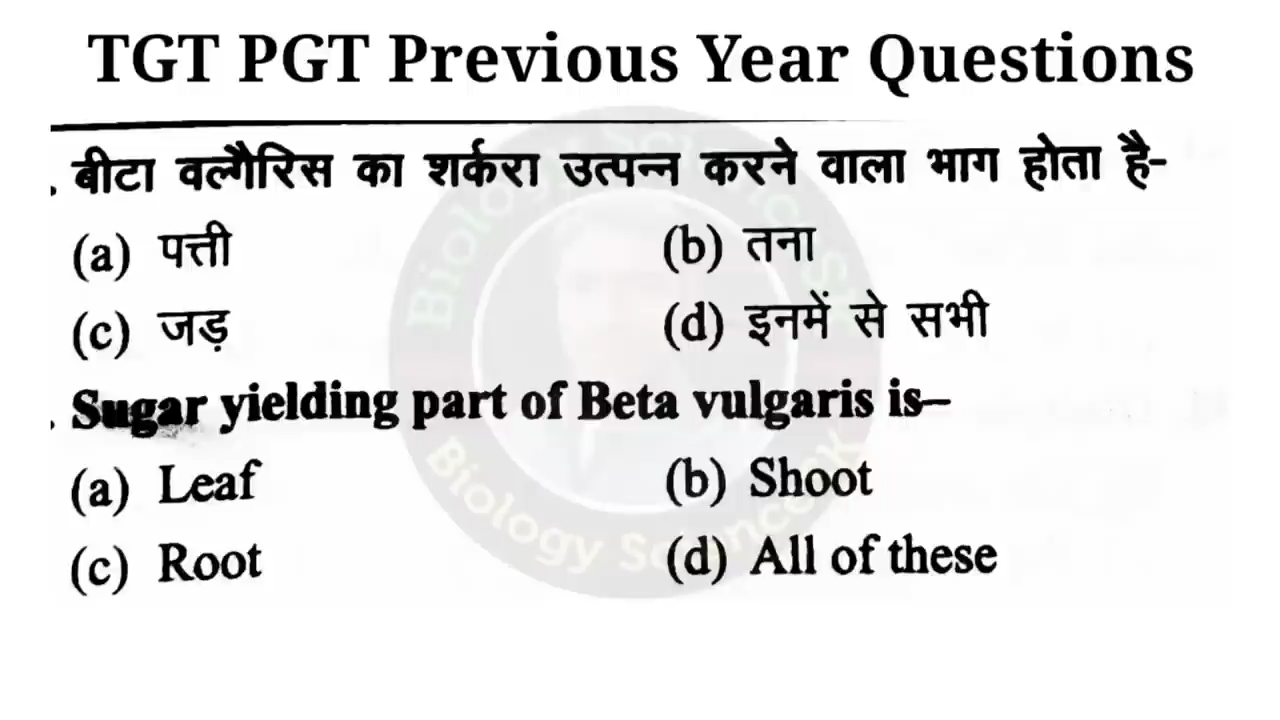 TGT PGT Previous Year Questions
. बीटा वल्गैरिस का शर्करा उत्पन्न करने वाला भाग होता है-
(a) पत्ती (b) तना
(c) जड़ (d) इनमें से सभी
. Sugar yielding part of Beta vulgaris is–
(a) Leaf (b) Shoot
(c) Root (d) All of these